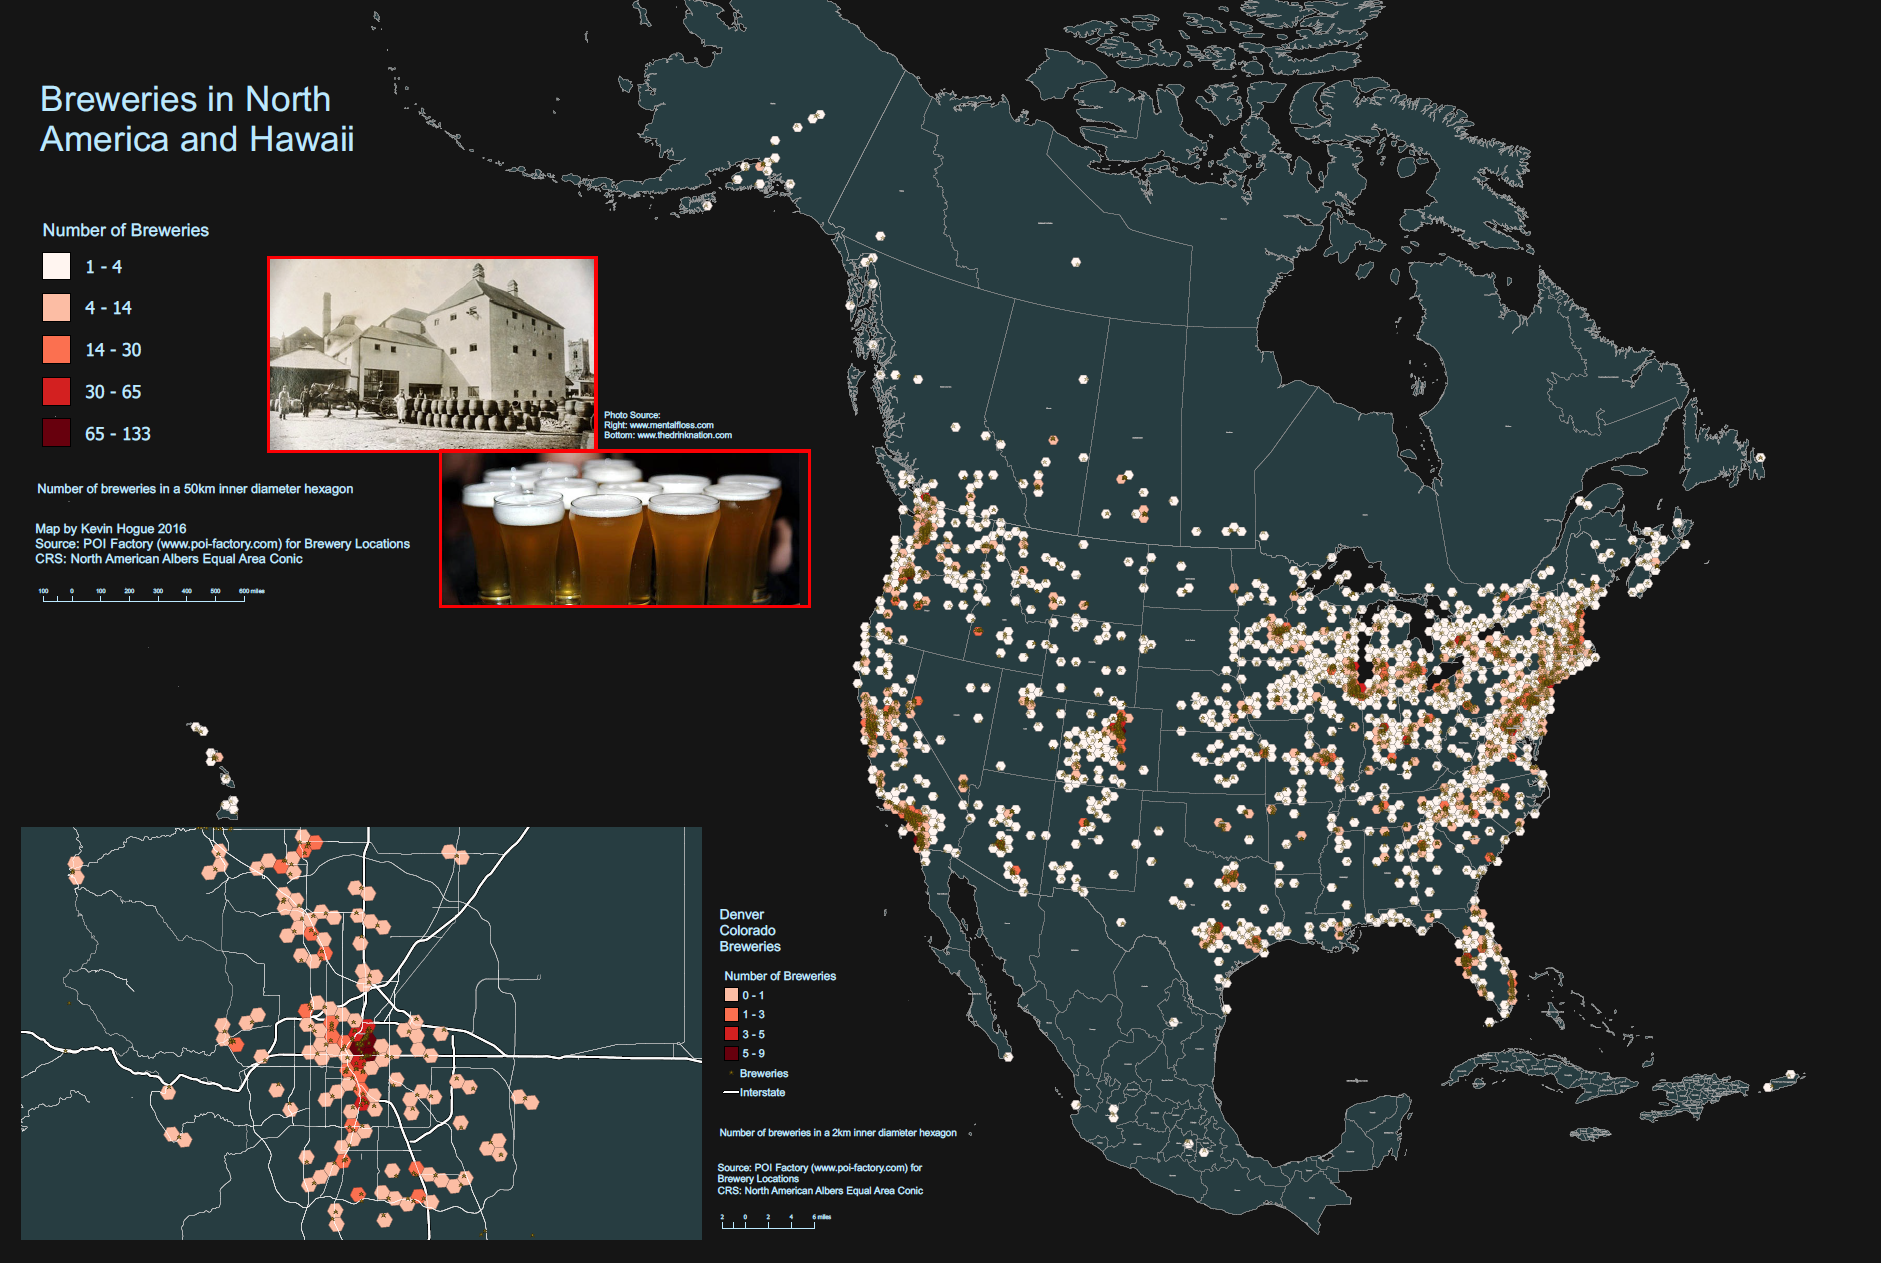 Breweries in North
America and Hawaii
Number of Breweries
1 - 4
4 - 14
14 - 30
30 - 65
65 - 133
Photo Source:
Right: www.mentalfloss.com
Bottom: www.thedrinknation.com
Number of breweries in a 50km inner diameter hexagon
Map by Kevin Hogue 2016
Source: POI Factory (www.poi-factory.com) for Brewery Locations
CRS: North American Albers Equal Area Conic
100 0 100 200 300 400 500 600 miles
Denver
Colorado
Breweries
Number of Breweries
0 - 1
1 - 3
3 - 5
5 - 9
Breweries
Interstate
Number of breweries in a 2km inner diameter hexagon
Source: POI Factory (www.poi-factory.com) for
Brewery Locations
CRS: North American Albers Equal Area Conic
2 0 2 4 6 miles